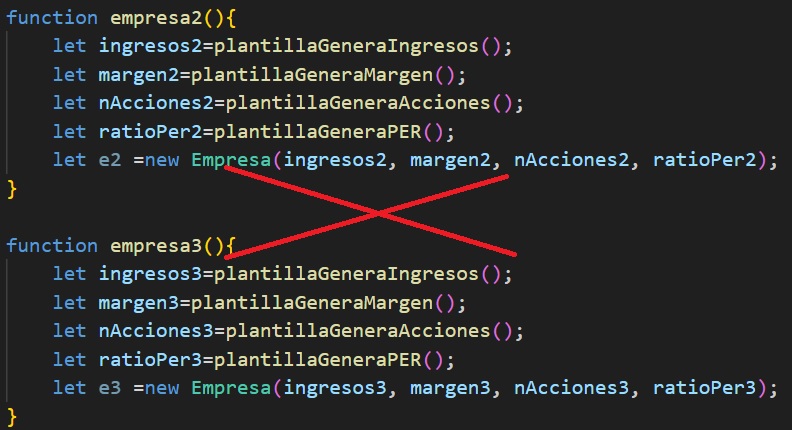 function empresa2(){
    let ingresos2=plantillaGeneraIngresos();
    let margen2=plantillaGeneraMargen();
    let nAcciones2=plantillaGeneraAcciones();
    let ratioPer2=plantillaGeneraPER();
    let e2 =new Empresa(ingresos2, margen2, nAcciones2, ratioPer2);
}
function empresa3(){
    let ingresos3=plantillaGeneraIngresos();
    let margen3=plantillaGeneraMargen();
    let nAcciones3=plantillaGeneraAcciones();
    let ratioPer3=plantillaGeneraPER();
    let e3 =new Empresa(ingresos3, margen3, nAcciones3, ratioPer3);
}